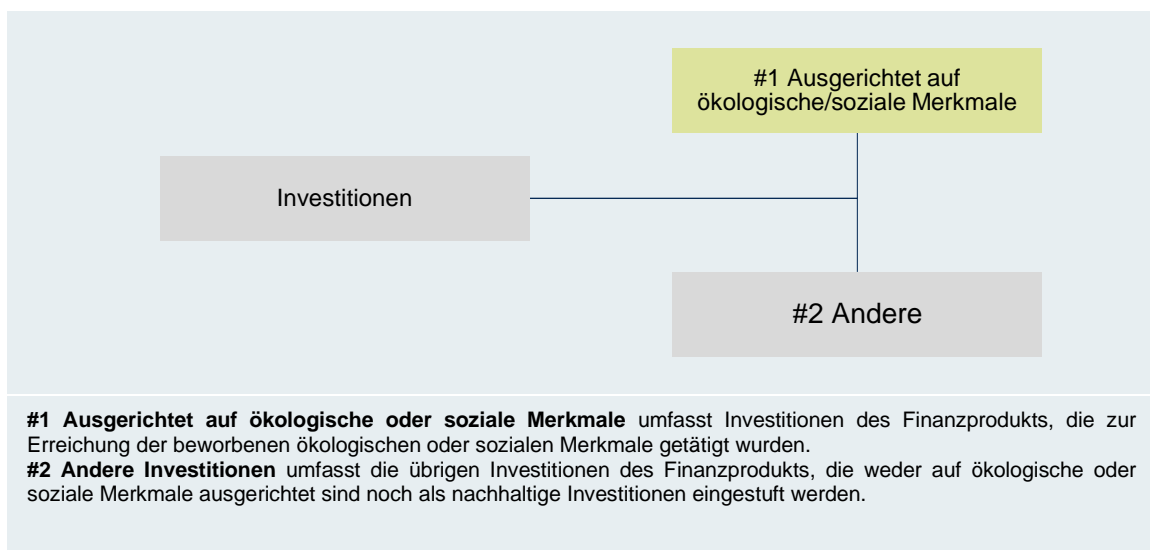 #1 Ausgerichtet auf
ökologische/soziale Merkmale
Investitionen
#2 Andere
#1 Ausgerichtet auf ökologische oder soziale Merkmale umfasst Investitionen des Finanzprodukts, die zur
Erreichung der beworbenen ökologischen oder sozialen Merkmale getätigt wurden.
#2 Andere Investitionen umfasst die übrigen Investitionen des Finanzprodukts, die weder auf ökologische oder
soziale Merkmale ausgerichtet sind noch als nachhaltige Investitionen eingestuft werden.